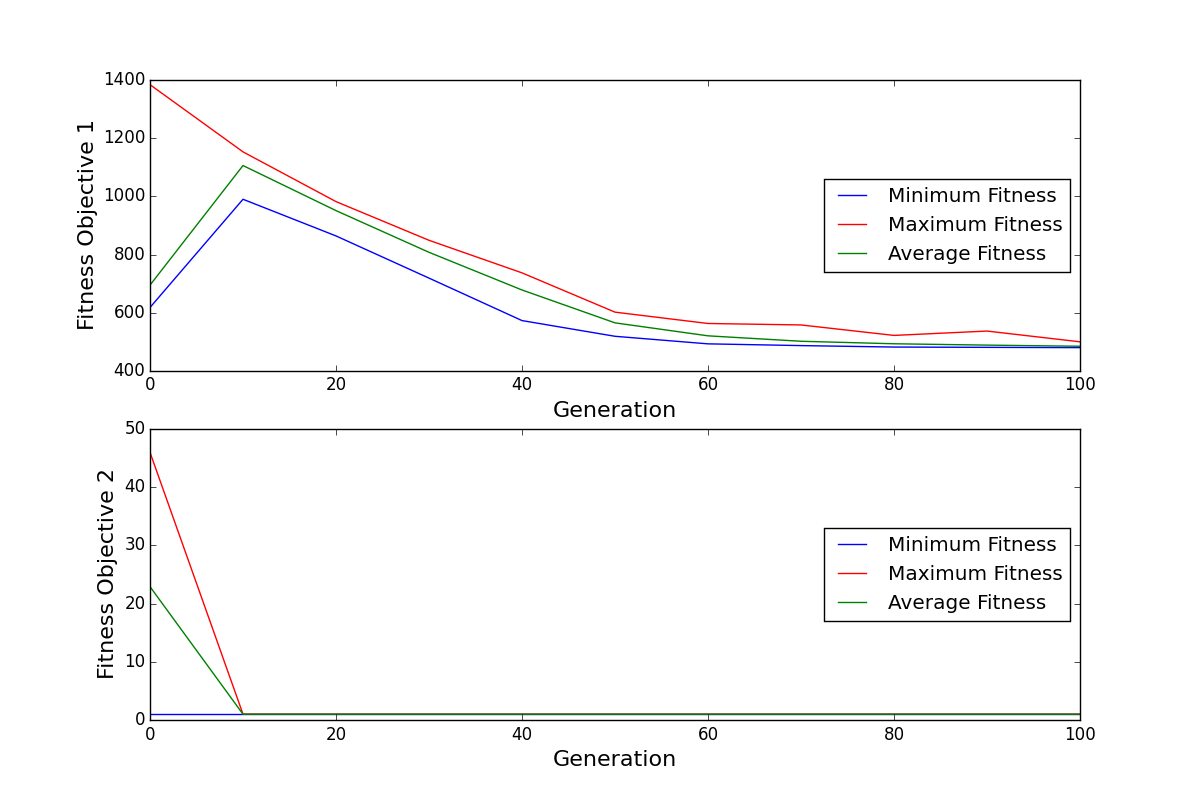 1400
1200
1000
800
600
400
Fitness Objective 1
0
20
40
60
80
100
Generation
Minimum Fitness
Maximum Fitness
Average Fitness
50
40
30
20
10
0
Fitness Objective 2
0
20
40
60
80
100
Generation
Minimum Fitness
Maximum Fitness
Average Fitness